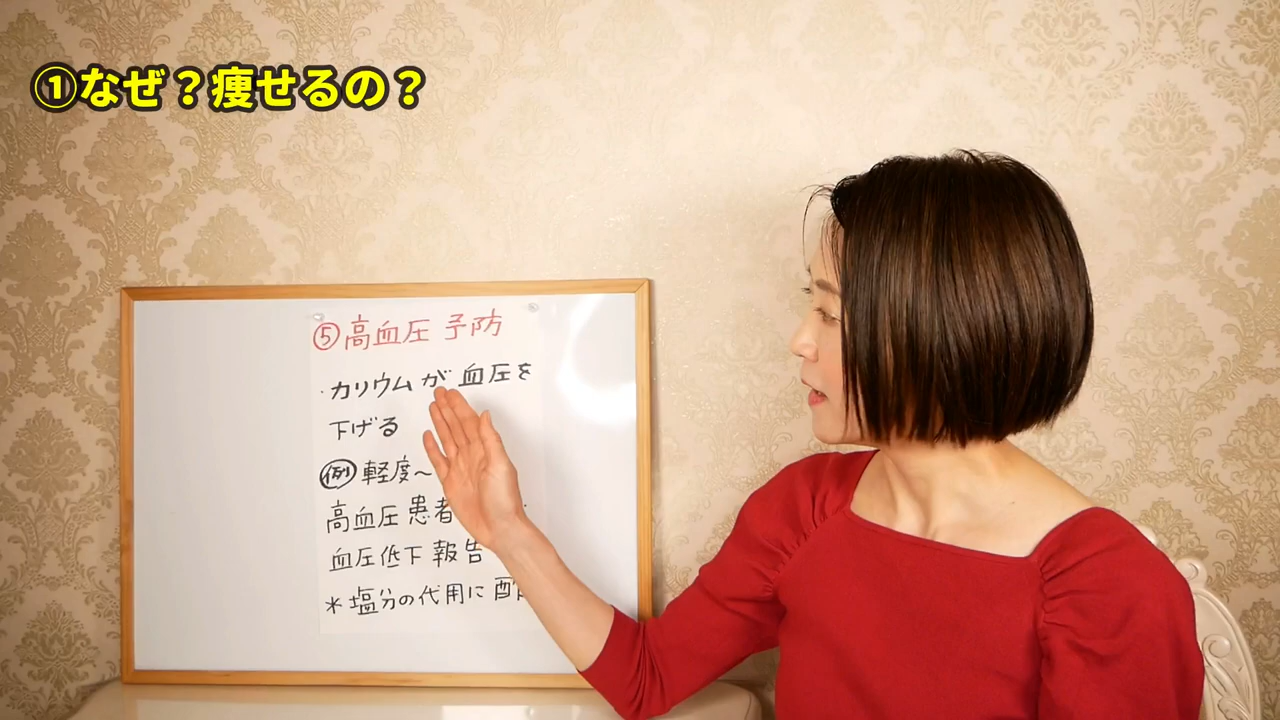 ①なぜ？痩せるの？
⑤高血圧 予防
・カリウムが血圧を
下げる
例 軽度～
高血圧患者
血圧低下 報告
＊塩分の代用に 酢